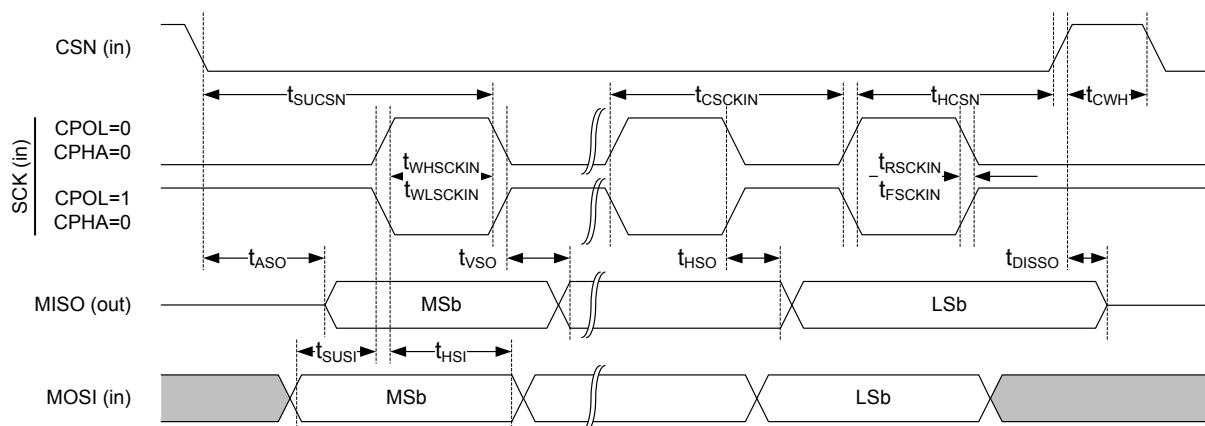 CSN (in)
tSUCSN
tCSCKIN
tHCSN
tCWH
SCK (in)
CPOL=0
CPHA=0
tWHSCKIN
tWLSCKIN
tRSCKIN
tFSCKIN
CPOL=1
CPHA=0
tASO
tVSO
tHSO
tDISSO
MISO (out)
MSb
LSb
tSUSI
tHSI
MOSI (in)
MSb
LSb